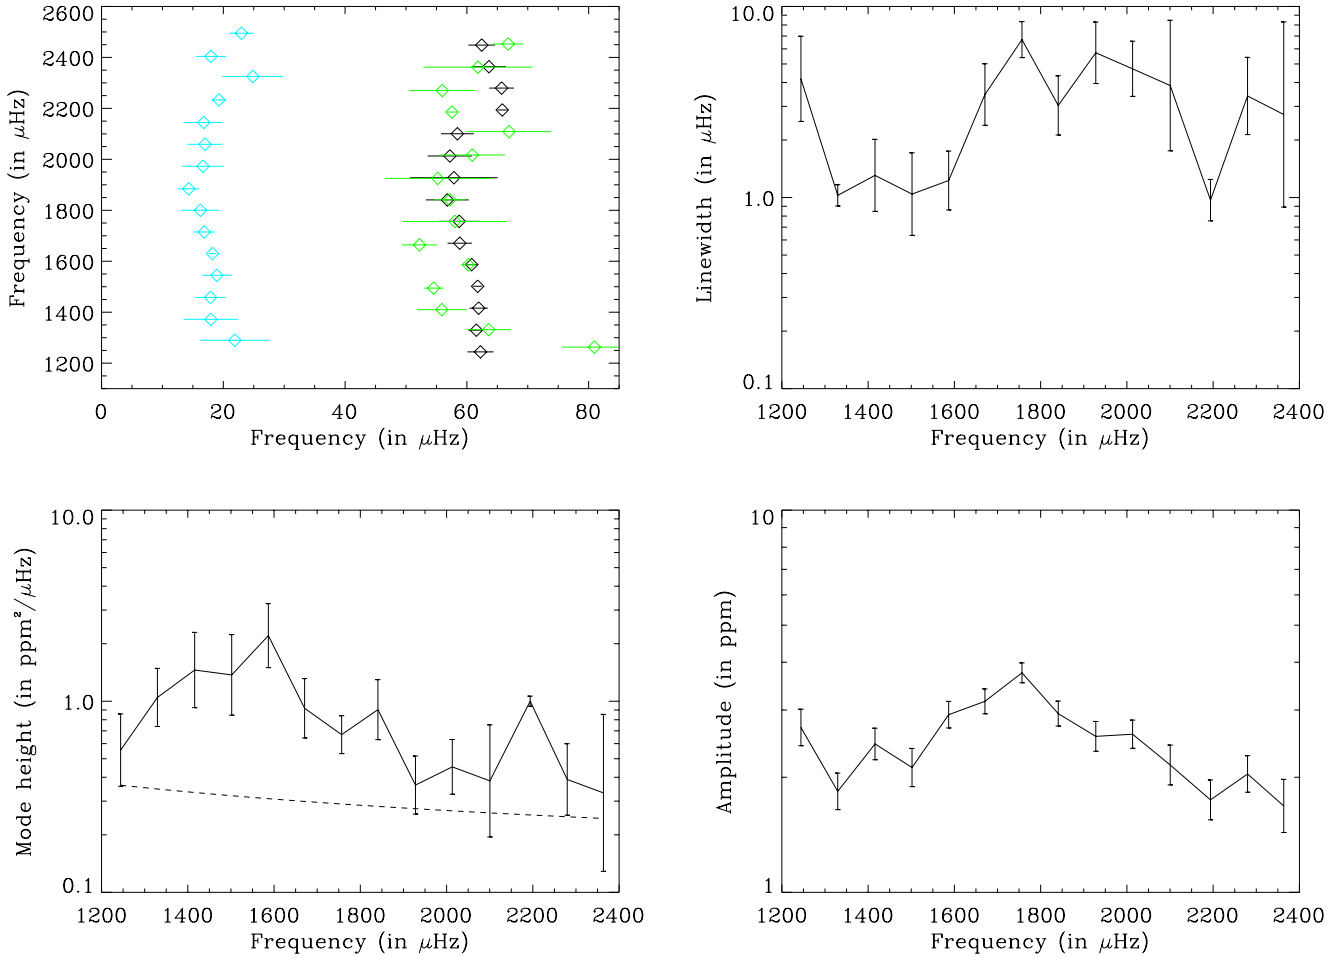 2600
2400
2200
2000
1800
1600
1400
1200
Frequency (in μHz)
0 20 40 60 80
Frequency (in μHz)
10.0
1.0
0.1
Linewidth (in μHz)
1200 1400 1600 1800 2000 2200 2400
Frequency (in μHz)
10.0
1.0
0.1
Mode height (in ppm²/μHz)
1200 1400 1600 1800 2000 2200 2400
Frequency (in μHz)
10
1
Amplitude (in ppm)
1200 1400 1600 1800 2000 2200 2400
Frequency (in μHz)